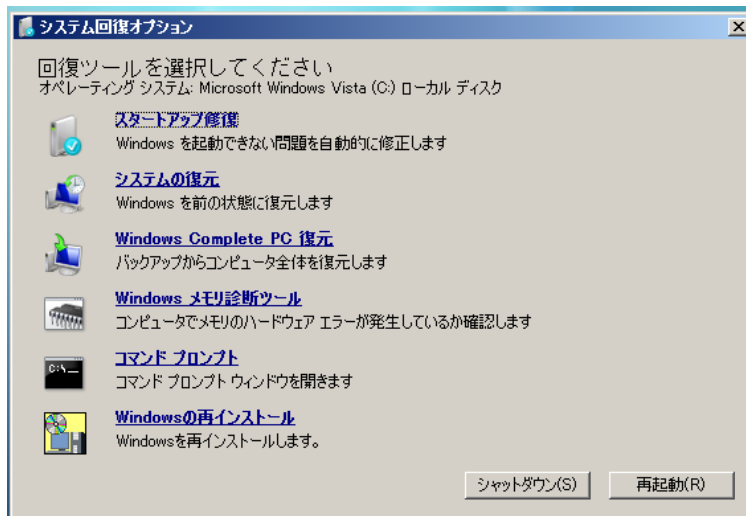 システム回復オプション
回復ツールを選択してください
オペレーティング システム: Microsoft Windows Vista (C:) ローカル ディスク
スタートアップ修復
Windows を起動できない問題を自動的に修正します
システムの復元
Windows を前の状態に復元します
Windows Complete PC 復元
バックアップからコンピュータ全体を復元します
Windows メモリ診断ツール
コンピュータでメモリのハードウェア エラーが発生しているか確認します
C:\_
コマンド プロンプト
コマンド プロンプト ウィンドウを開きます
Windowsの再インストール
Windowsを再インストールします。
シャットダウン(S)
再起動(R)